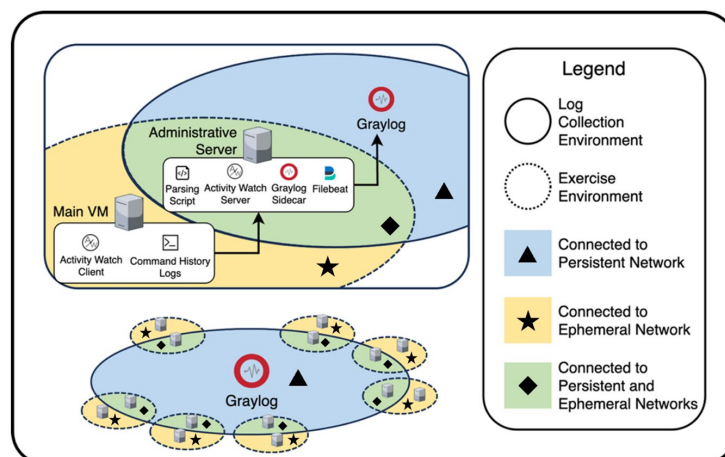 Graylog
Administrative
Server
Parsing
Script
Activity Watch
Server
Graylog
Sidecar
Filebeat
Main VM
Activity Watch
Client
Command History
Logs
Graylog
Legend
Log
Collection
Environment
Exercise
Environment
Connected to
Persistent Network
Connected to
Ephemeral Network
Connected to
Persistent and
Ephemeral Networks